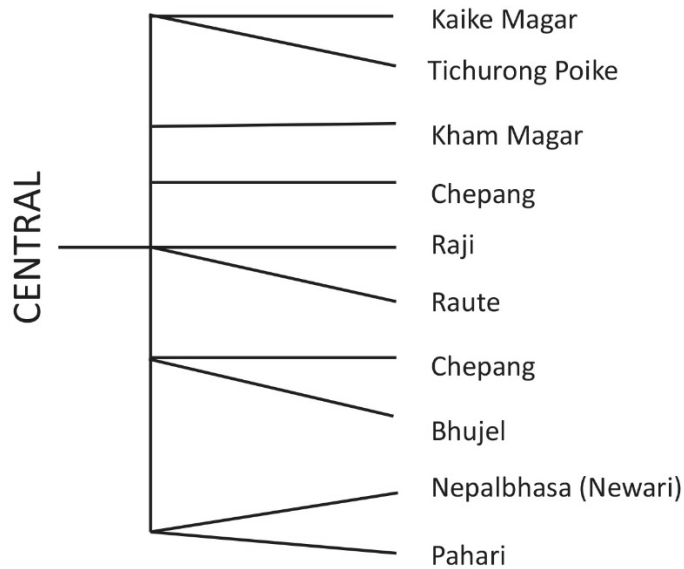 CENTRAL
Kaike Magar
Tichurong Poike
Kham Magar
Chepang
Raji
Raute
Chepang
Bhujel
Nepalbhasa (Newari)
Pahari